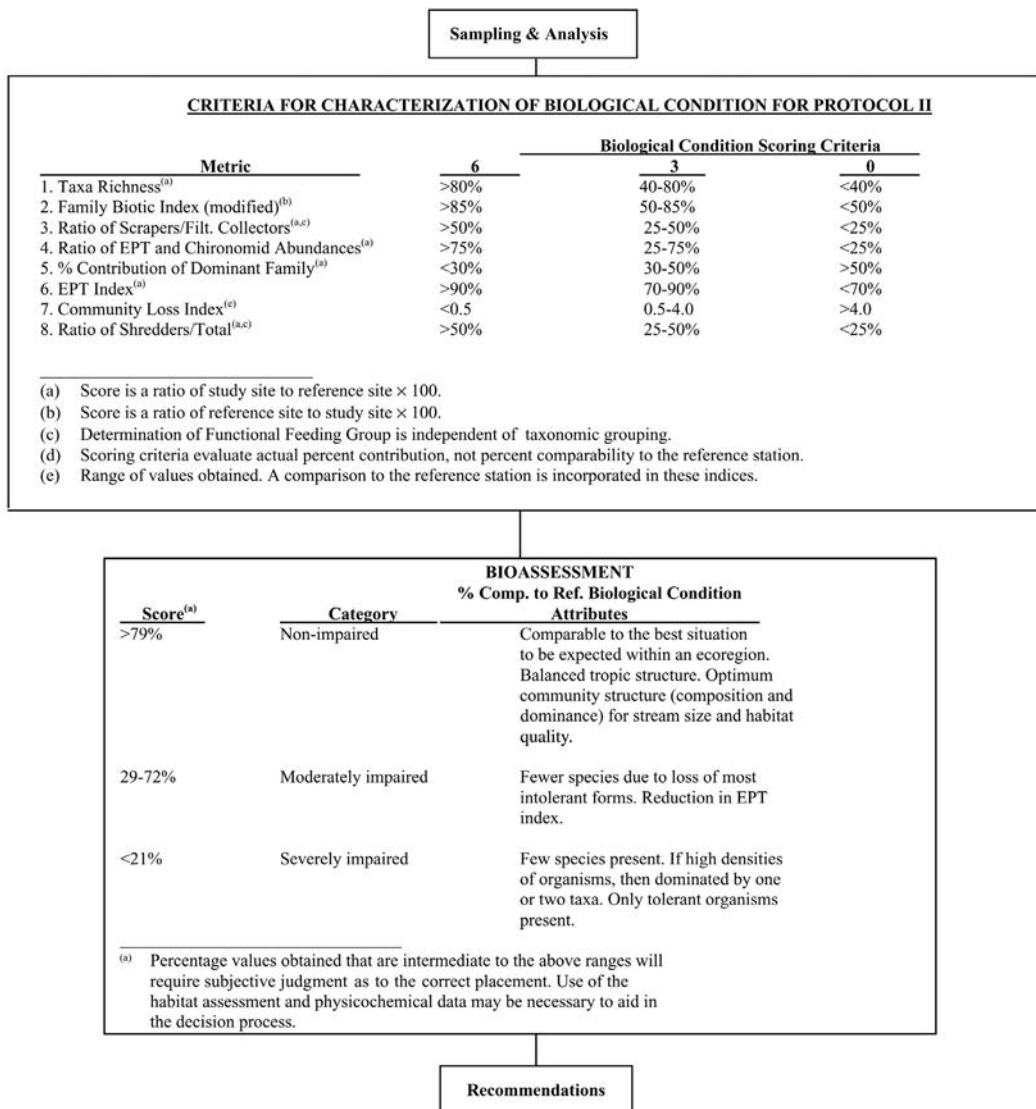 Sampling & Analysis
CRITERIA FOR CHARACTERIZATION OF BIOLOGICAL CONDITION FOR PROTOCOL II
Biological Condition Scoring Criteria
Metric 6 3 0
1. Taxa Richness(a) >80% 40-80% <40%
2. Family Biotic Index (modified)(b) >85% 50-85% <50%
3. Ratio of Scrapers/Filt. Collectors(a,c) >50% 25-50% <25%
4. Ratio of EPT and Chironomid Abundances(a) >75% 25-75% <25%
5. % Contribution of Dominant Family(a) <30% 30-50% >50%
6. EPT Index(a) >90% 70-90% <70%
7. Community Loss Index(e) <0.5 0.5-4.0 >4.0
8. Ratio of Shredders/Total(a,c) >50% 25-50% <25%
(a) Score is a ratio of study site to reference site × 100.
(b) Score is a ratio of reference site to study site × 100.
(c) Determination of Functional Feeding Group is independent of taxonomic grouping.
(d) Scoring criteria evaluate actual percent contribution, not percent comparability to the reference station.
(e) Range of values obtained. A comparison to the reference station is incorporated in these indices.
BIOASSESSMENT
% Comp. to Ref. Biological Condition
Score(a) Category Attributes
>79% Non-impaired Comparable to the best situation
to be expected within an ecoregion.
Balanced tropic structure. Optimum
community structure (composition and
dominance) for stream size and habitat
quality.
29-72% Moderately impaired Fewer species due to loss of most
intolerant forms. Reduction in EPT
index.
<21% Severely impaired Few species present. If high densities
of organisms, then dominated by one
or two taxa. Only tolerant organisms
present.
(a) Percentage values obtained that are intermediate to the above ranges will
require subjective judgment as to the correct placement. Use of the
habitat assessment and physicochemical data may be necessary to aid in
the decision process.
Recommendations